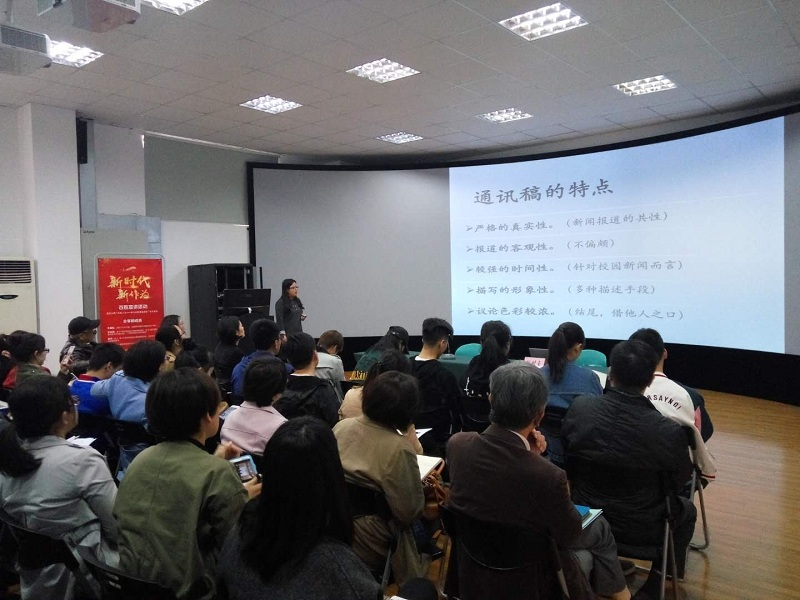 通讯稿的特点
➢严格的真实性。（新闻报道的共性）
➢报道的客观性。（不偏颇）
➢较强的时间性。（针对校园新闻而言）
➢描写的形象性。（多种描述手段）
➢议论色彩较浓。（结尾，借他人之口）
新时代
新作为